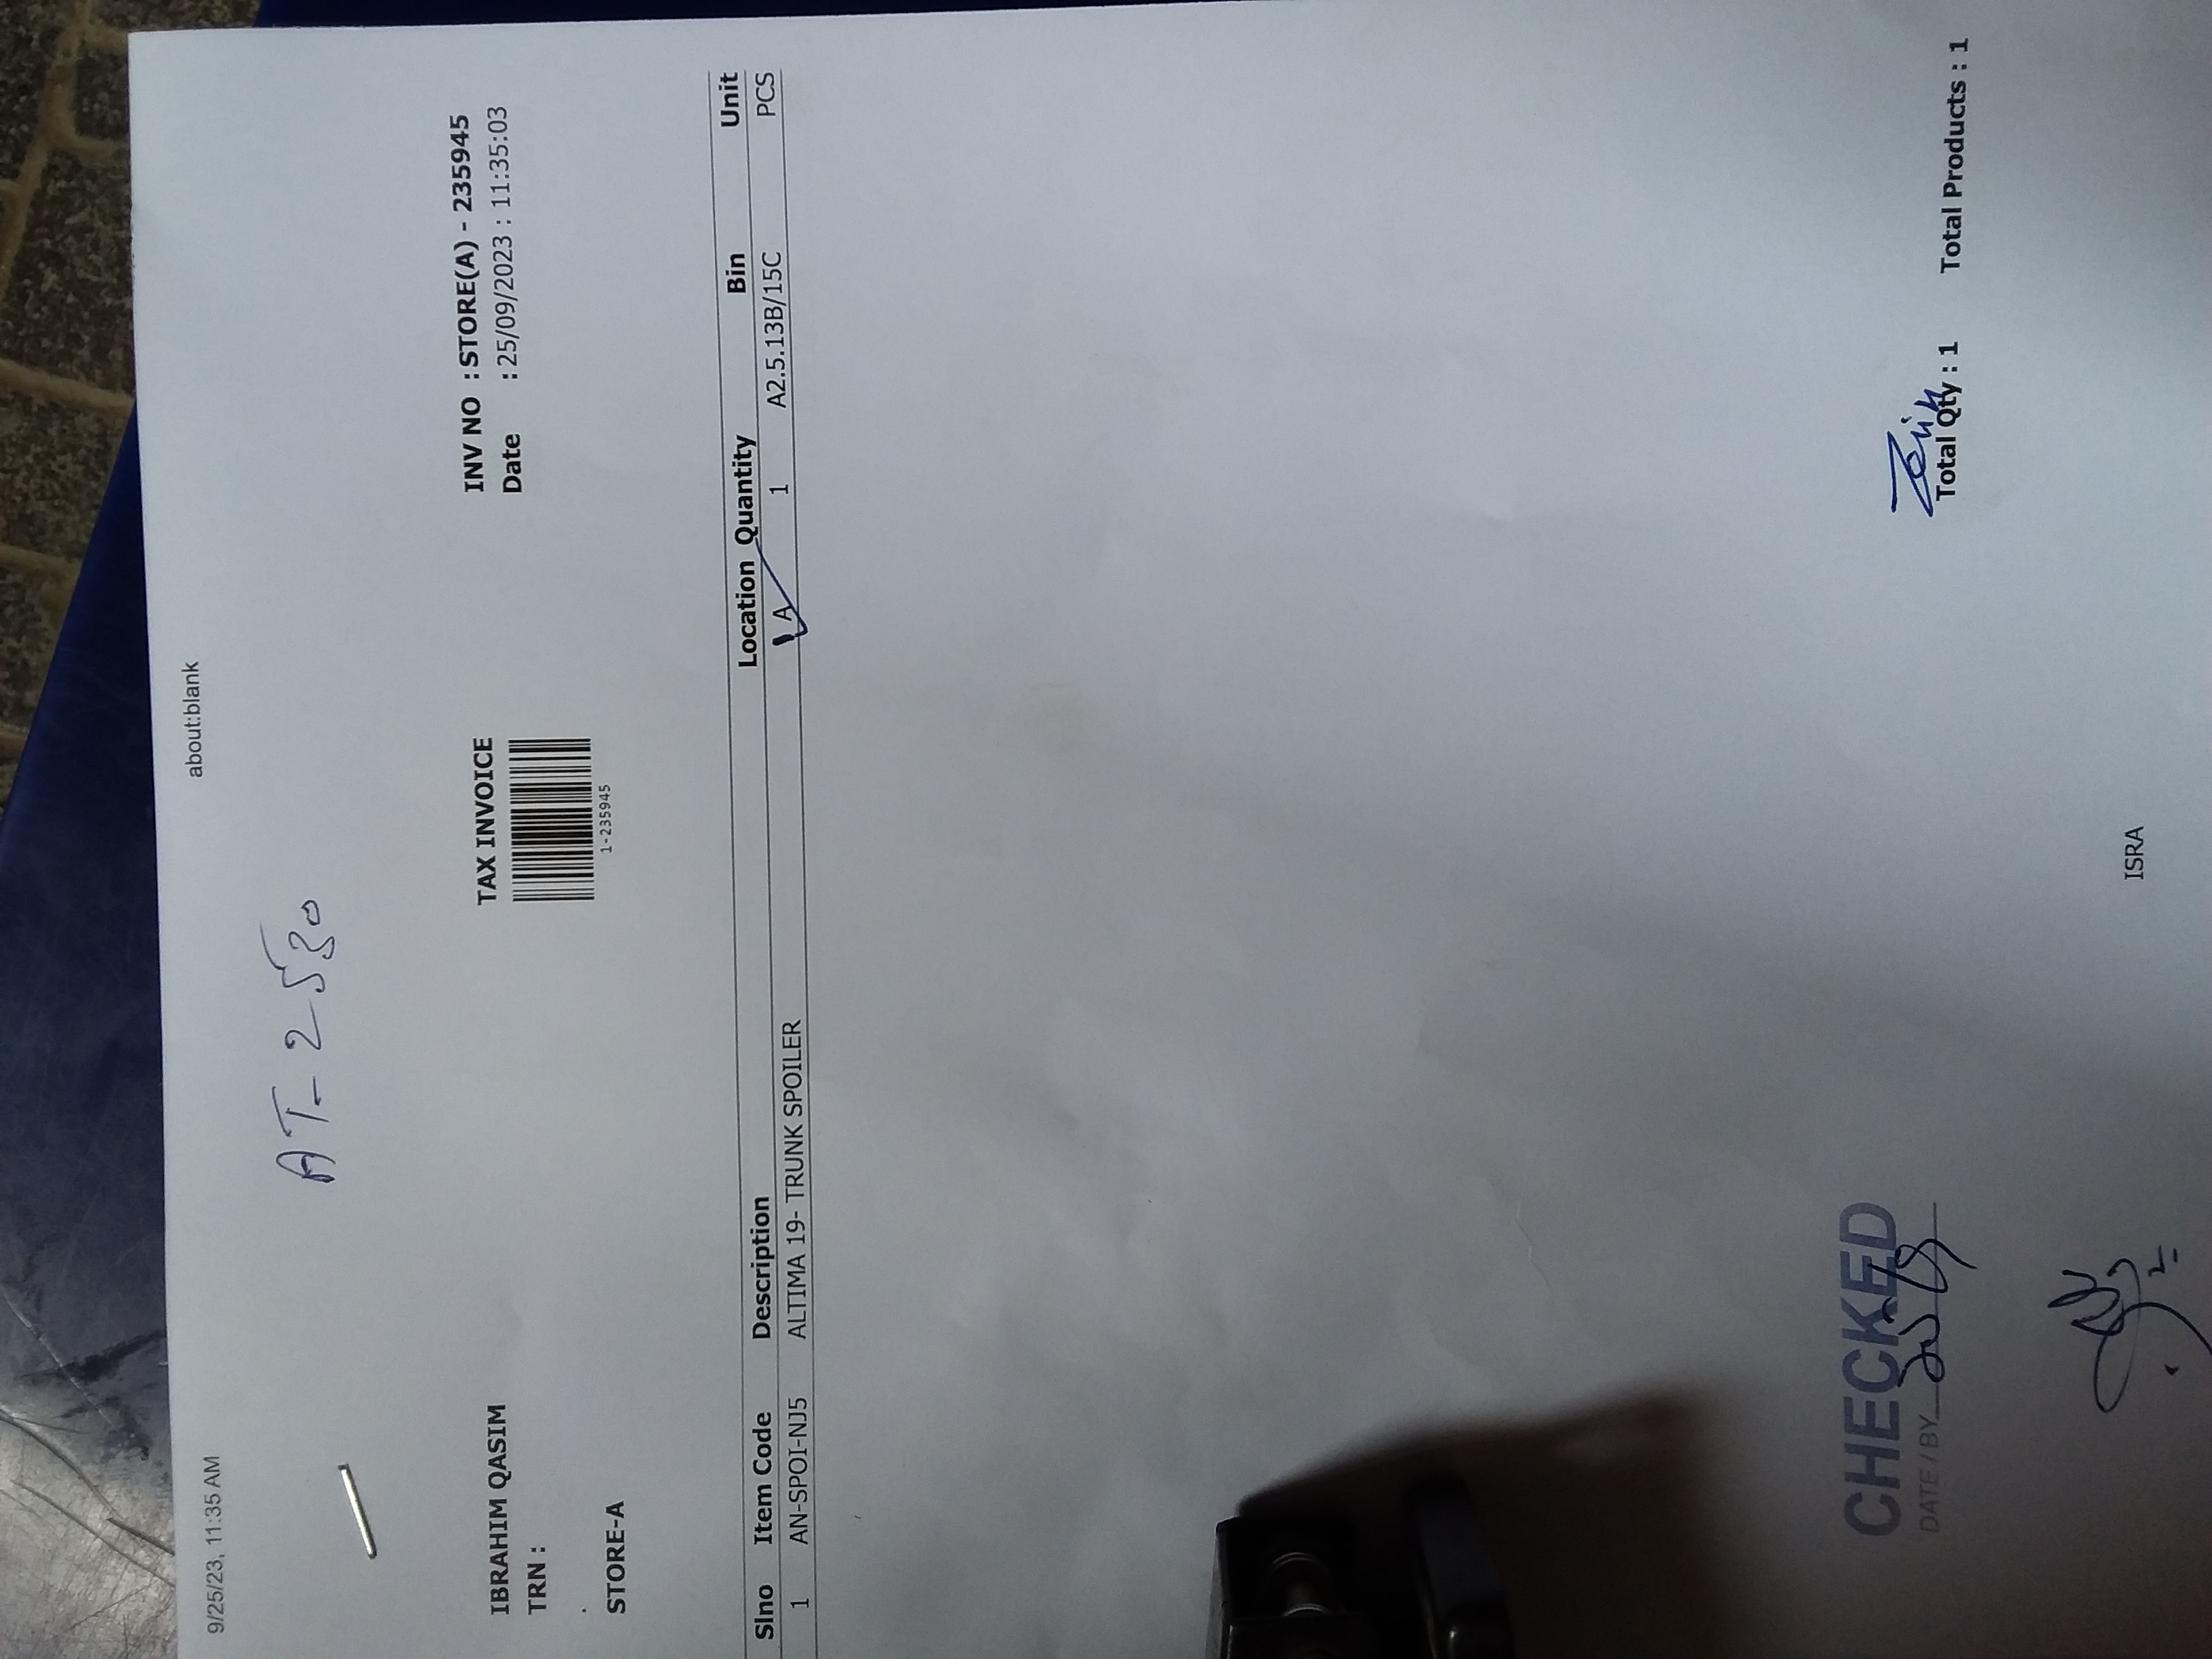 9/25/23, 11:35 AM about:blank
AT-2530
IBRAHIM QASIM TAX INVOICE INV NO : STORE(A) - 235945
TRN : Date : 25/09/2023 : 11:35:03
1-235945
.
STORE-A
Slno Item Code Description Location Quantity Bin Unit
1 AN-SPOI-NJ5 ALTIMA 19- TRUNK SPOILER A 1 A2.5.13B/15C PCS
CHECKED
DATE / BY
Total Qty : 1 Total Products : 1
ISRA